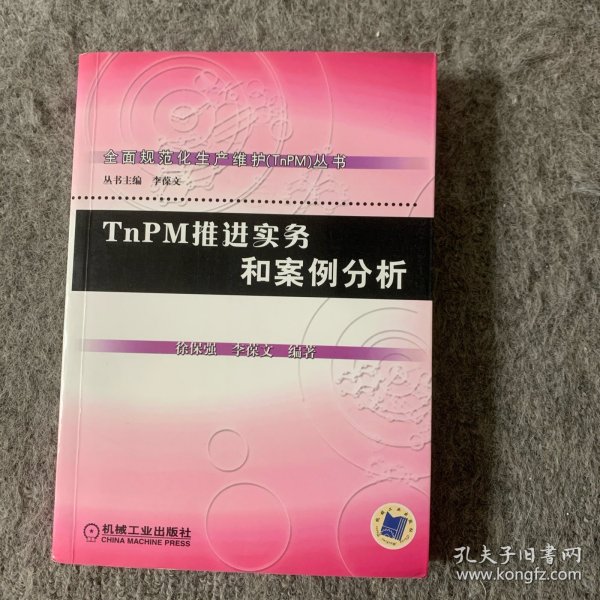 全面规范化生产维护(TnPM)丛书
丛书主编 李葆文
TnPM推进实务
和案例分析
徐保强 李葆文 编著
机械工业出版社
CHINA MACHINE PRESS
孔夫子旧书网
www.kongfz.com